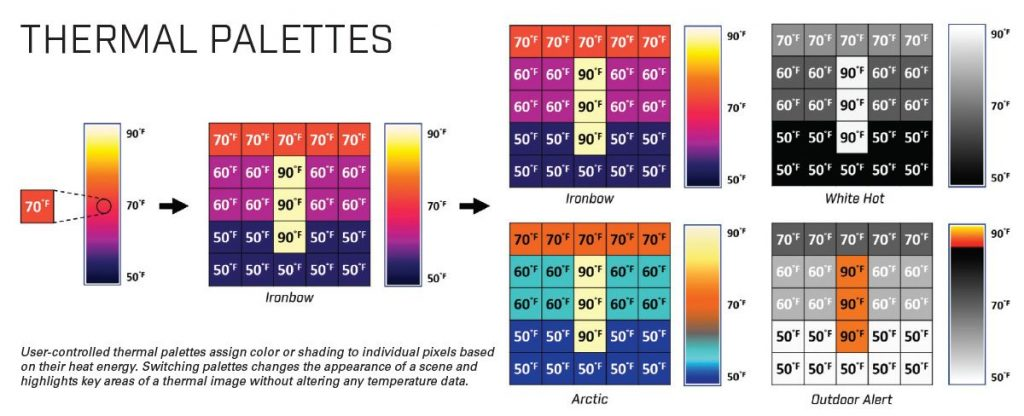 THERMAL PALETTES
70°F
90°F
70°F
50°F
70°F 70°F 70°F 70°F 70°F
60°F 60°F 90°F 60°F 60°F
60°F 60°F 90°F 60°F 60°F
50°F 50°F 90°F 50°F 50°F
50°F 50°F 50°F 50°F 50°F
Ironbow
90°F
70°F
50°F
70°F 70°F 70°F 70°F 70°F
60°F 60°F 90°F 60°F 60°F
60°F 60°F 90°F 60°F 60°F
50°F 50°F 90°F 50°F 50°F
50°F 50°F 50°F 50°F 50°F
Ironbow
90°F
70°F
50°F
70°F 70°F 70°F 70°F 70°F
60°F 60°F 90°F 60°F 60°F
60°F 60°F 90°F 60°F 60°F
50°F 50°F 90°F 50°F 50°F
50°F 50°F 50°F 50°F 50°F
White Hot
90°F
70°F
50°F
70°F 70°F 70°F 70°F 70°F
60°F 60°F 90°F 60°F 60°F
60°F 60°F 90°F 60°F 60°F
50°F 50°F 90°F 50°F 50°F
50°F 50°F 50°F 50°F 50°F
Arctic
90°F
70°F
50°F
70°F 70°F 70°F 70°F 70°F
60°F 60°F 90°F 60°F 60°F
60°F 60°F 90°F 60°F 60°F
50°F 50°F 90°F 50°F 50°F
50°F 50°F 50°F 50°F 50°F
Outdoor Alert
90°F
70°F
50°F
User-controlled thermal palettes assign color or shading to individual pixels based
on their heat energy. Switching palettes changes the appearance of a scene and
highlights key areas of a thermal image without altering any temperature data.